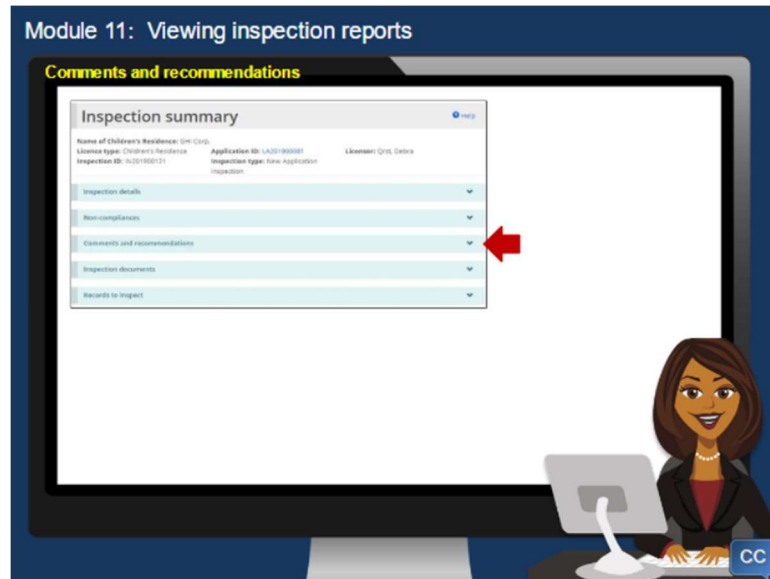 Module 11: Viewing inspection reports
Comments and recommendations
Inspection summary
Help
Name of Children's Residence: GHI Corp.
Licence type: Children's Residence Application ID: LA201900081 Licensor: Qrst, Debra
Inspection ID: IN201900121 Inspection type: New Application
Inspection
Inspection details
Non-compliances
Comments and recommendations
Inspection documents
Records to inspect
CC